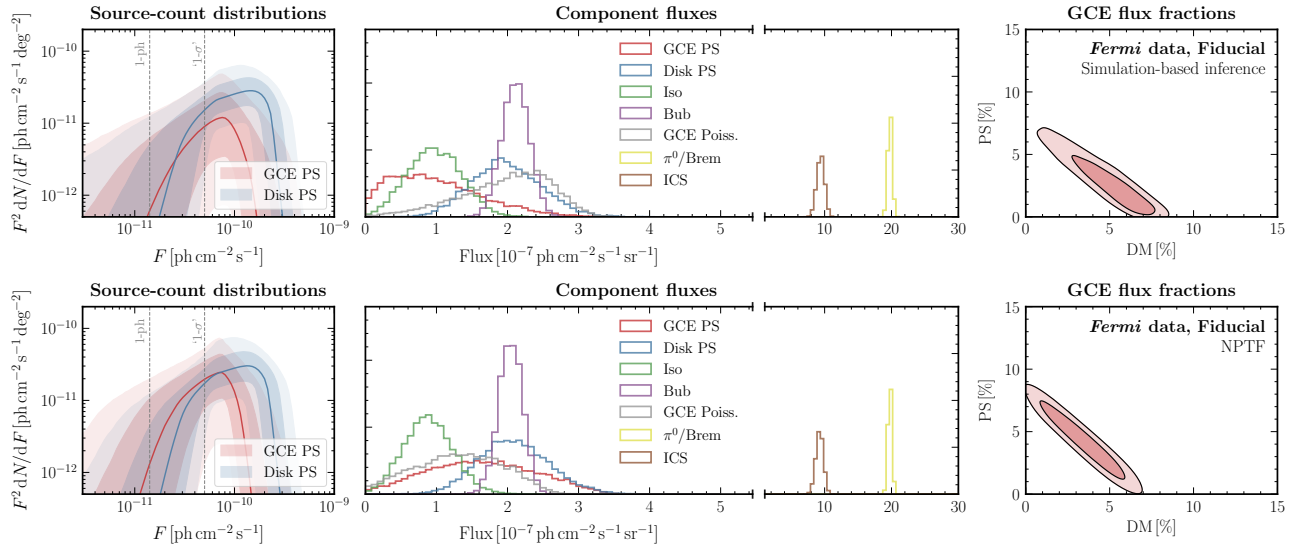 Source-count distributions
F² dN/dF [ph cm⁻² s⁻¹ deg⁻²]
10⁻¹⁰
10⁻¹¹
10⁻¹²
1-ph
'1-σ'
GCE PS
Disk PS
10⁻¹¹ 10⁻¹⁰ 10⁻⁹
F [ph cm⁻² s⁻¹]
Component fluxes
GCE PS
Disk PS
Iso
Bub
GCE Poiss.
π⁰/Brem
ICS
0 1 2 3 4 5 10 20 30
Flux [10⁻⁷ ph cm⁻² s⁻¹ sr⁻¹]
GCE flux fractions
Fermi data, Fiducial
Simulation-based inference
PS [%]
15
10
5
0
0 5 10 15
DM [%]
Source-count distributions
F² dN/dF [ph cm⁻² s⁻¹ deg⁻²]
10⁻¹⁰
10⁻¹¹
10⁻¹²
1-ph
'1-σ'
GCE PS
Disk PS
10⁻¹¹ 10⁻¹⁰ 10⁻⁹
F [ph cm⁻² s⁻¹]
Component fluxes
GCE PS
Disk PS
Iso
Bub
GCE Poiss.
π⁰/Brem
ICS
0 1 2 3 4 5 10 20 30
Flux [10⁻⁷ ph cm⁻² s⁻¹ sr⁻¹]
GCE flux fractions
Fermi data, Fiducial
NPTF
PS [%]
15
10
5
0
0 5 10 15
DM [%]